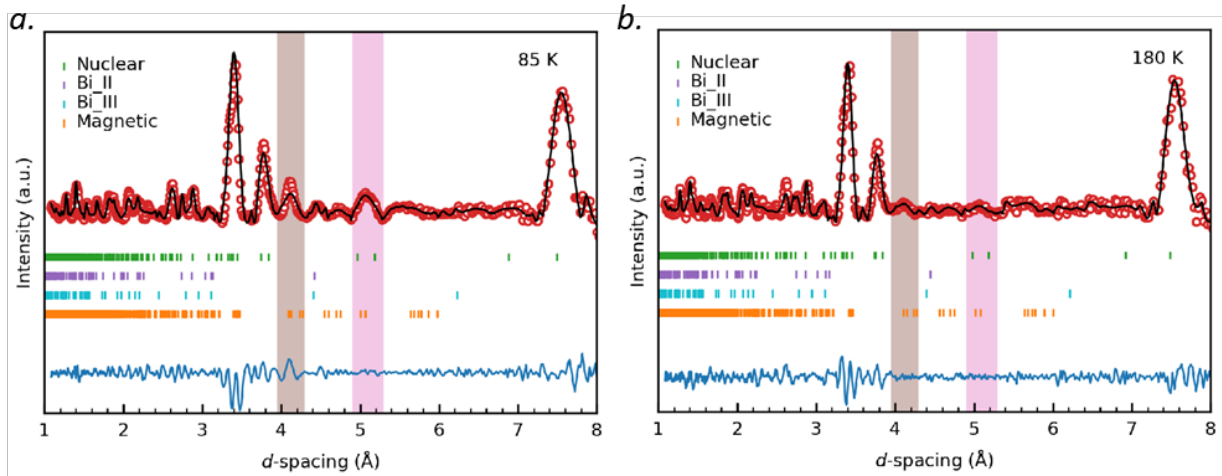 a.
85 K
Nuclear
Bi_II
Bi_III
Magnetic
Intensity (a.u.)
1 2 3 4 5 6 7 8
d-spacing (Å)
b.
180 K
Nuclear
Bi_II
Bi_III
Magnetic
Intensity (a.u.)
1 2 3 4 5 6 7 8
d-spacing (Å)